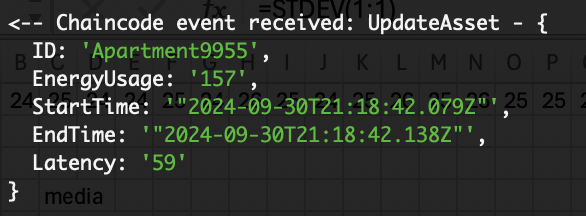 <-- Chaincode event received: UpdateAsset - {
fx =STDEV(1:1)
ID: 'Apartment9955',
B C D E F G H I J K L M N O P
EnergyUsage: '157',
StartTime: '"2024-09-30T21:18:42.079Z"',
EndTime: '"2024-09-30T21:18:42.138Z"',
Latency: '59'
}
media